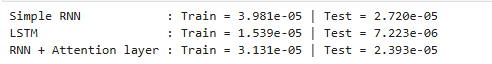 Simple RNN : Train = 3.981e-05 | Test = 2.720e-05
LSTM : Train = 1.539e-05 | Test = 7.223e-06
RNN + Attention layer : Train = 3.131e-05 | Test = 2.393e-05